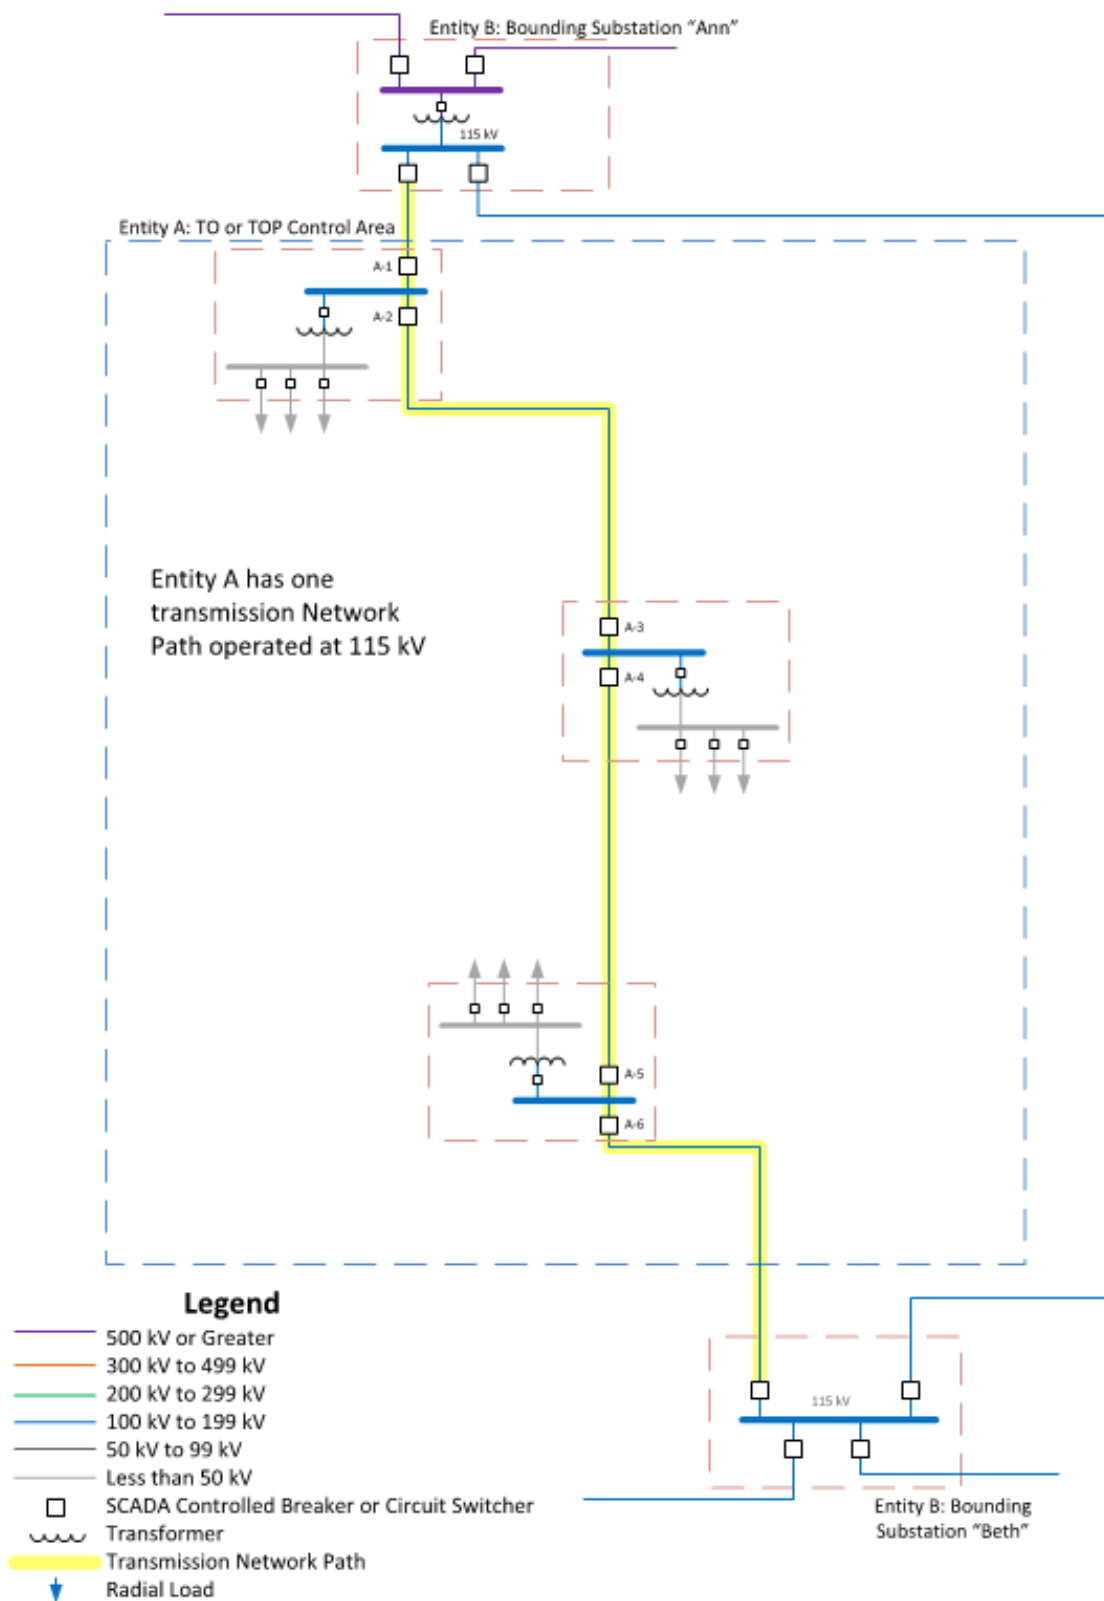 Entity B: Bounding Substation “Ann”
115 kV
Entity A: TO or TOP Control Area
A-1
A-2
Entity A has one
transmission Network
Path operated at 115 kV
A-3
A-4
A-5
A-6
Legend
500 kV or Greater
300 kV to 499 kV
200 kV to 299 kV
100 kV to 199 kV
50 kV to 99 kV
Less than 50 kV
SCADA Controlled Breaker or Circuit Switcher
Transformer
Transmission Network Path
Radial Load
115 kV
Entity B: Bounding
Substation “Beth”